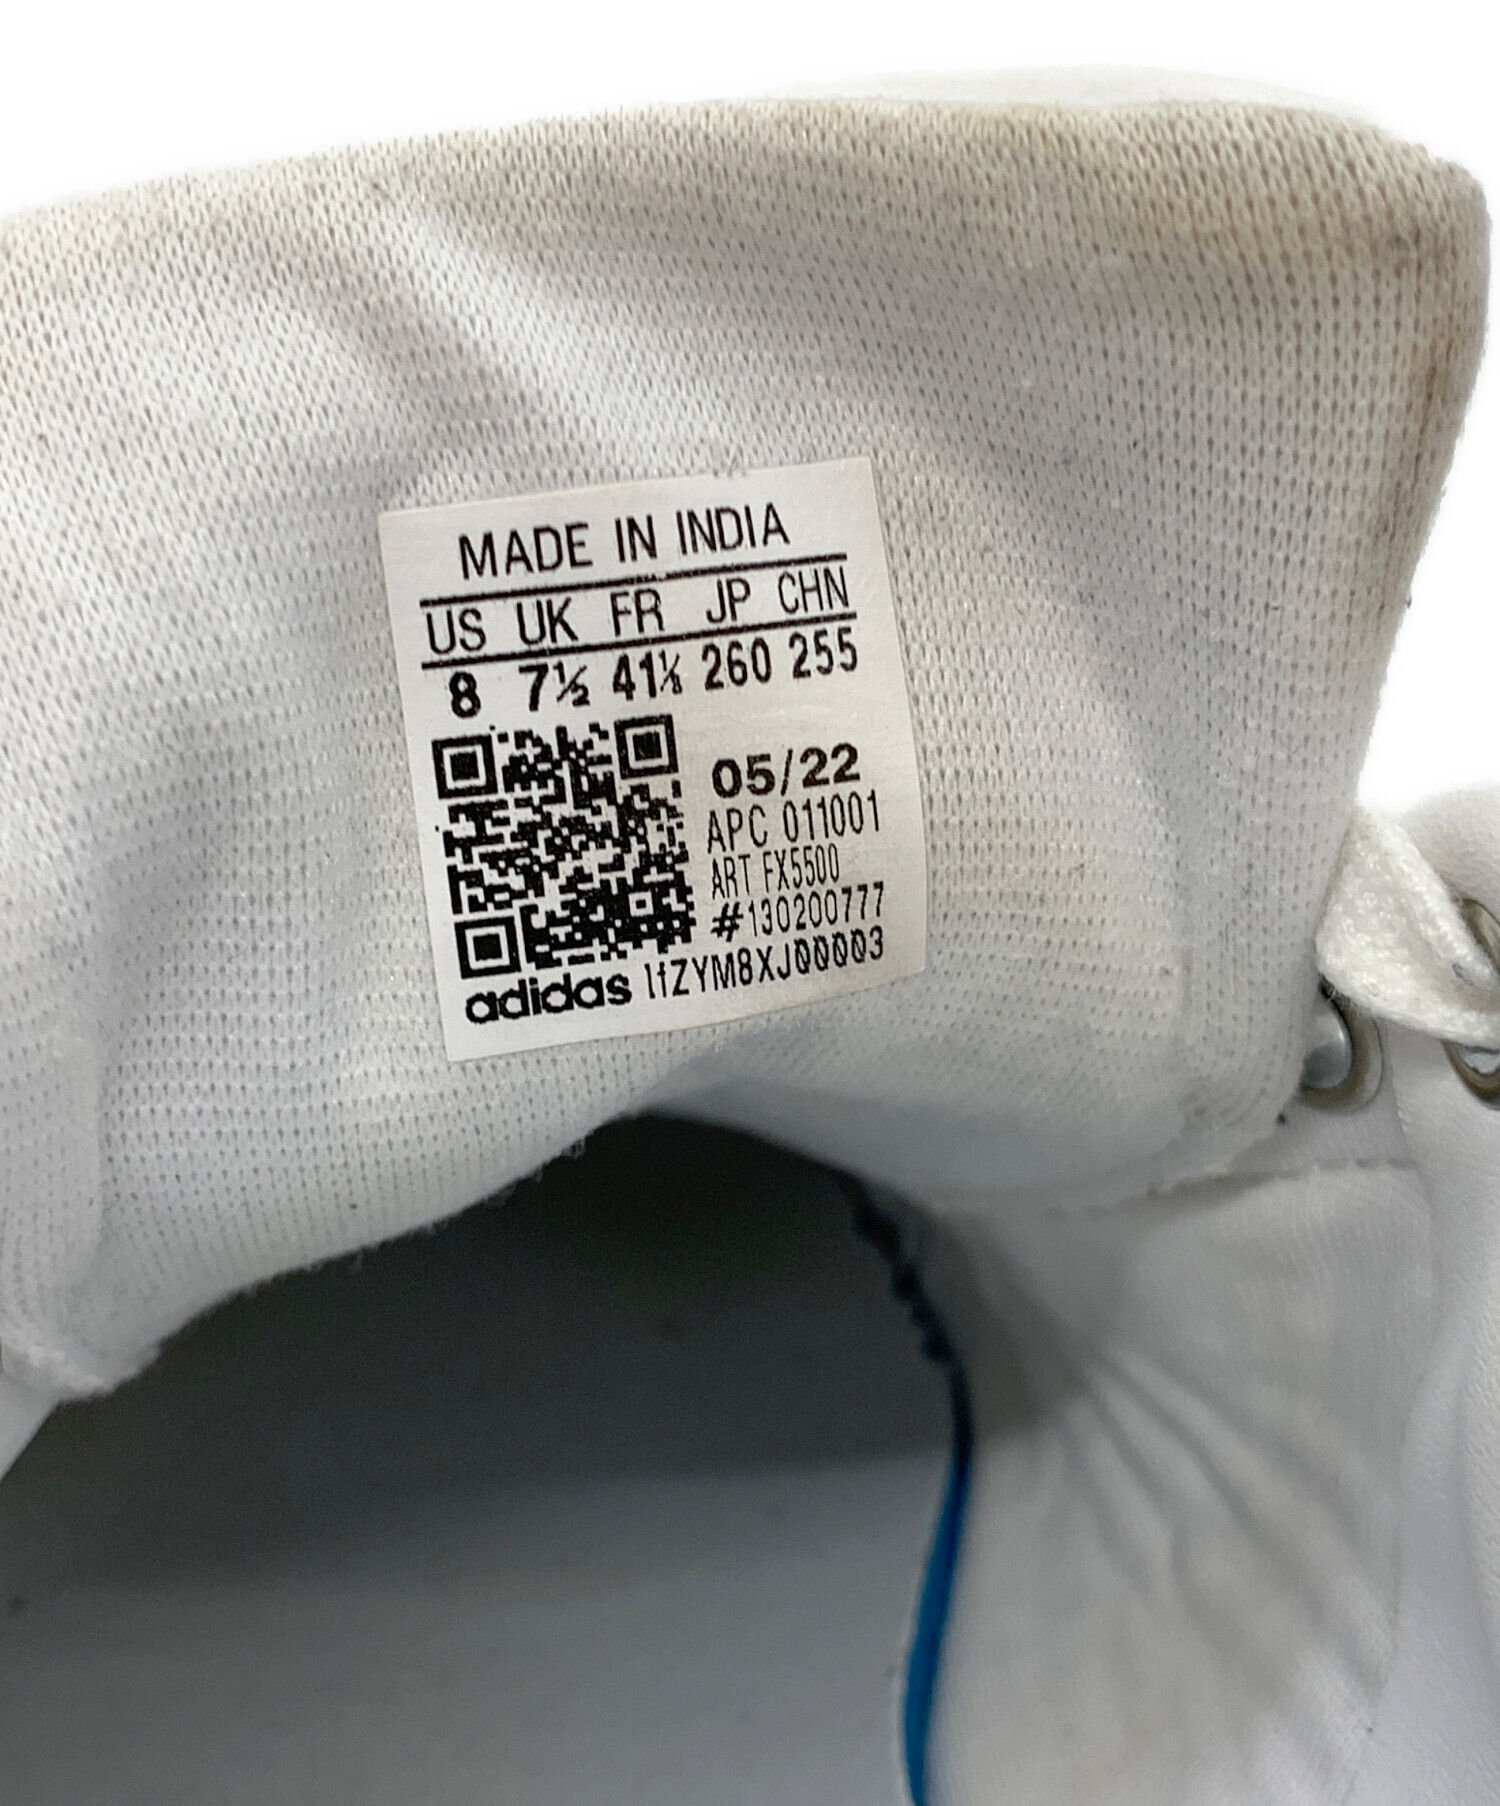 MADE IN INDIA
US UK FR JP CHN
8 7½ 41⅓ 260 255
05/22
APC 011001
ART FX5500
#130200777
adidas 1fZYM8XJ00003